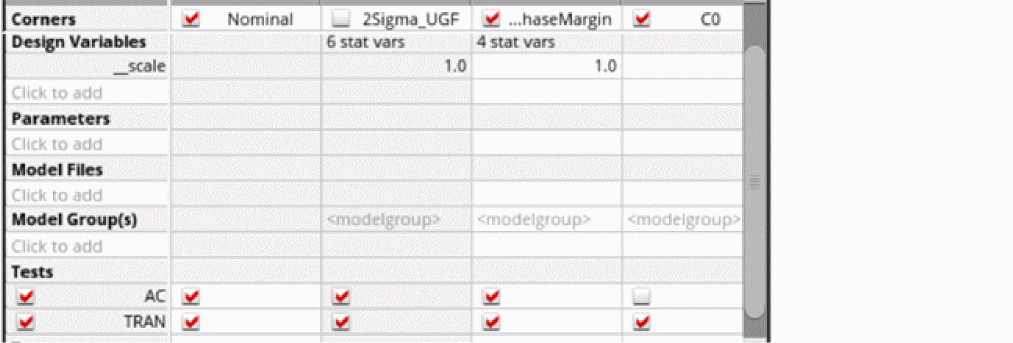 Corners Nominal 2Sigma_UGF ...haseMargin C0
Design Variables 6 stat vars 4 stat vars
__scale 1.0 1.0
Click to add
Parameters
Click to add
Model Files
Click to add
Model Group(s) <modelgroup> <modelgroup> <modelgroup>
Click to add
Tests
AC
TRAN